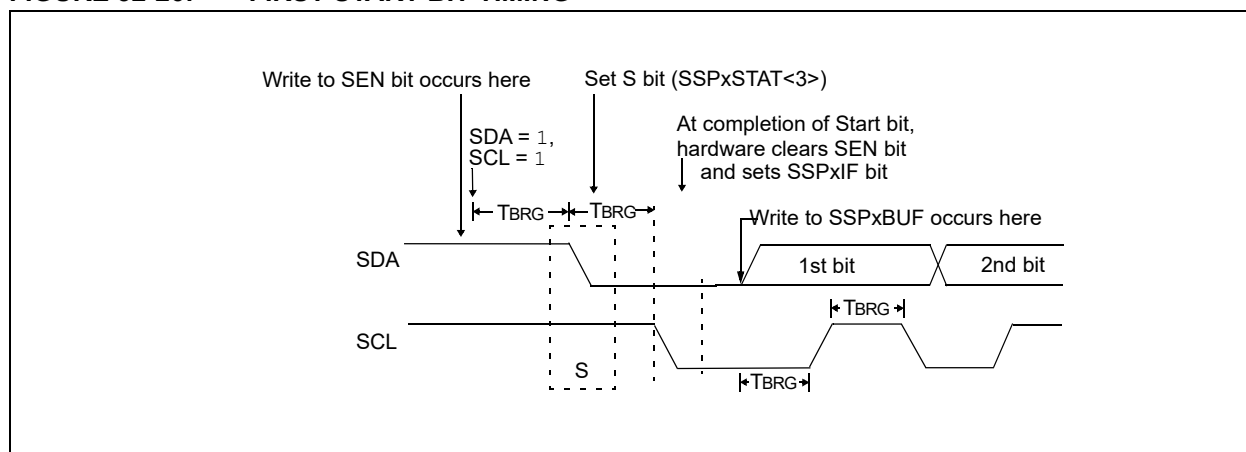 Write to SEN bit occurs here
Set S bit (SSPxSTAT<3>)
SDA = 1,
SCL = 1
At completion of Start bit,
hardware clears SEN bit
and sets SSPxIF bit
TBRG
TBRG
Write to SSPxBUF occurs here
SDA
1st bit
2nd bit
TBRG
SCL
S
TBRG